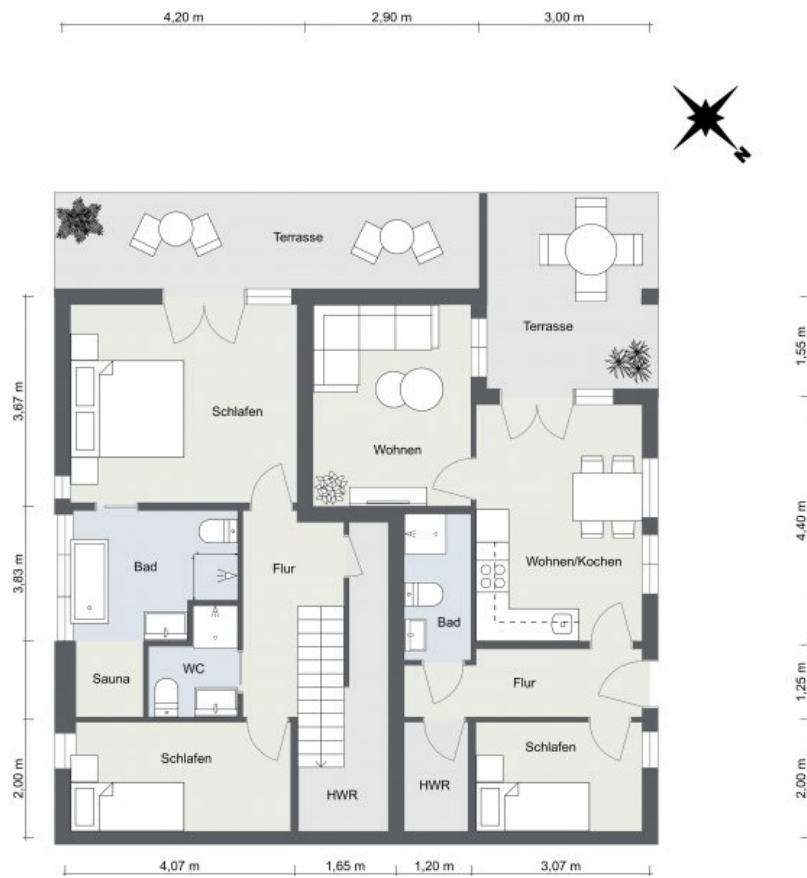 4,20 m
2,90 m
3,00 m
N
Terrasse
Terrasse
1,55 m
3,67 m
Schlafen
Wohnen
4,40 m
3,83 m
Bad
Flur
Wohnen/Kochen
Bad
WC
Sauna
Flur
1,25 m
Schlafen
Schlafen
2,00 m
2,00 m
HWR
HWR
4,07 m
1,65 m
1,20 m
3,07 m